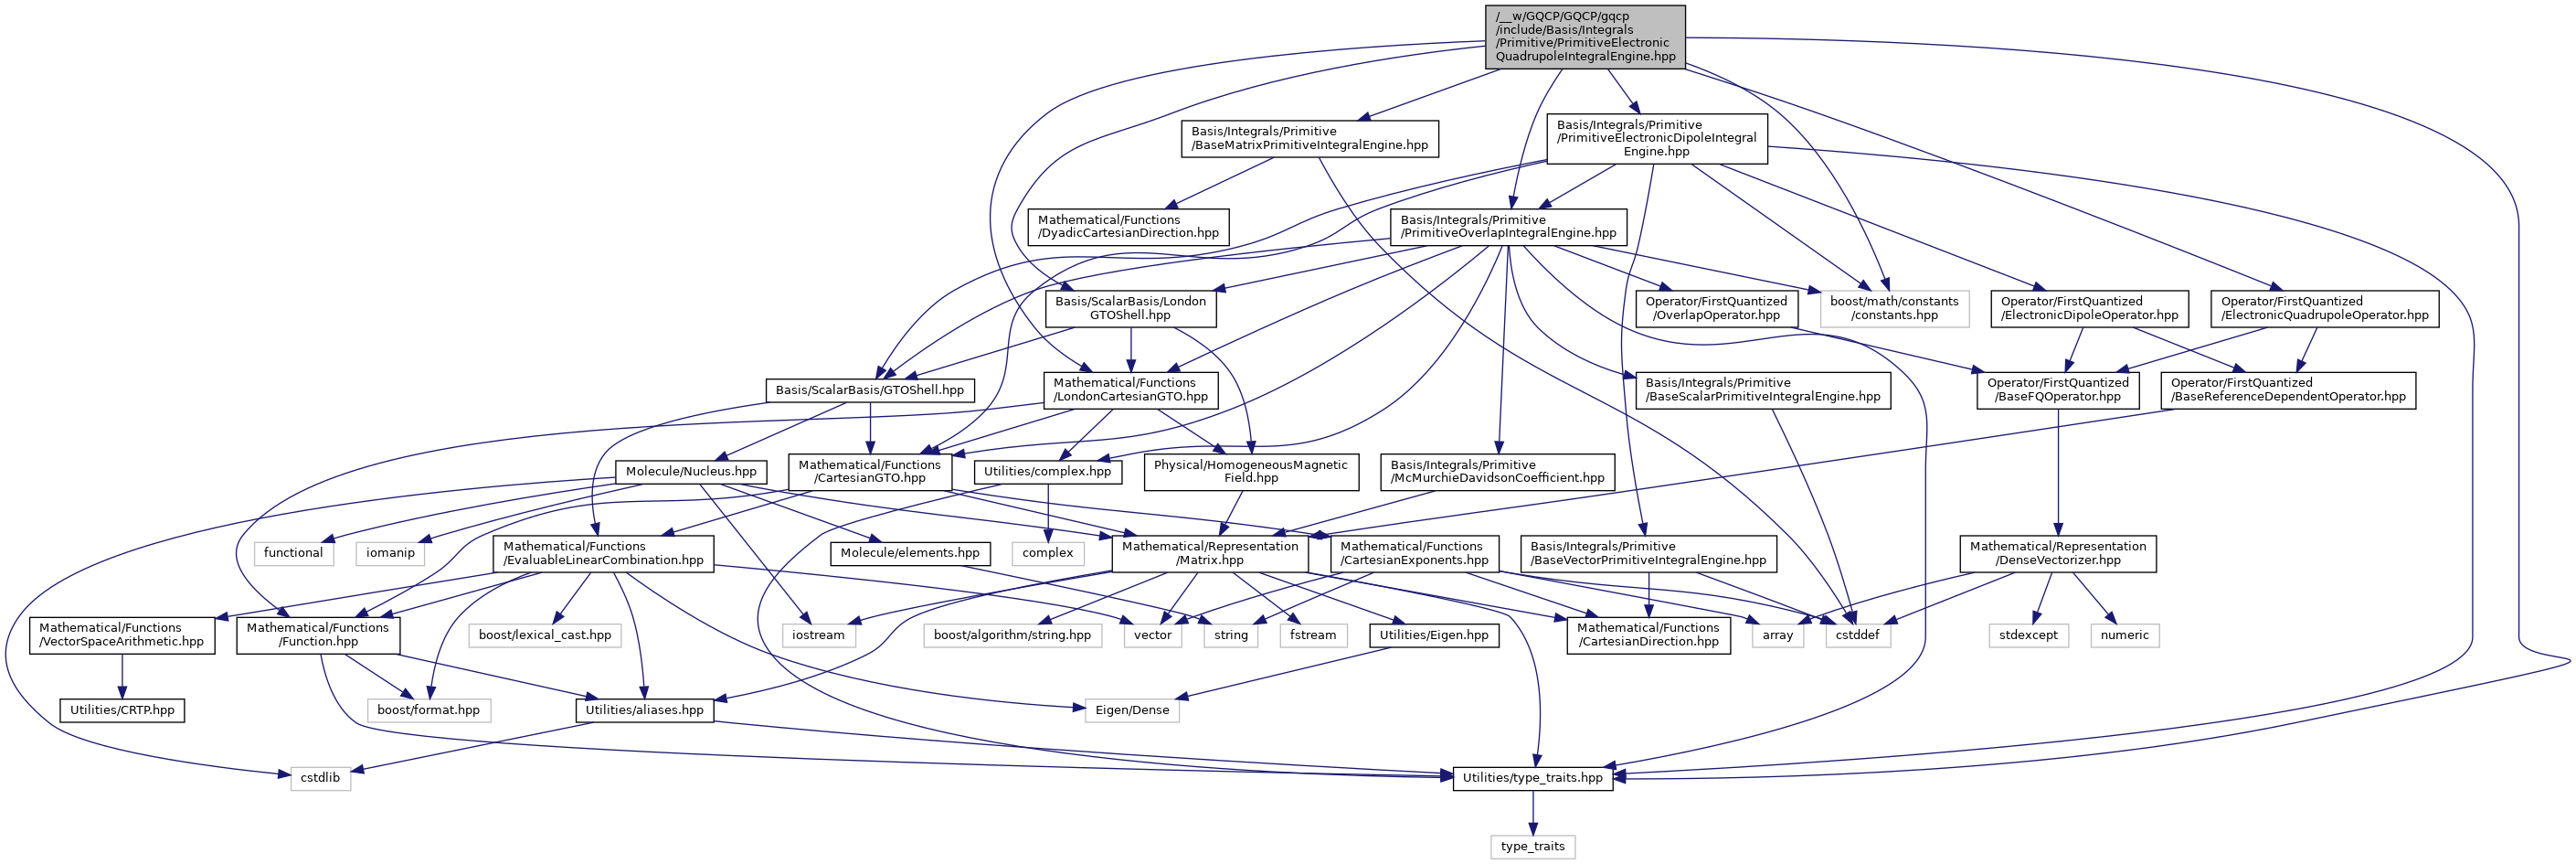 /__w/GQCP/GQCP/gqcp
/include/Basis/Integrals
/Primitive/PrimitiveElectronic
QuadrupoleIntegralEngine.hpp
Basis/Integrals/Primitive
/BaseMatrixPrimitiveIntegralEngine.hpp
Basis/Integrals/Primitive
/PrimitiveElectronicDipoleIntegral
Engine.hpp
Mathematical/Functions
/DyadicCartesianDirection.hpp
Basis/Integrals/Primitive
/PrimitiveOverlapIntegralEngine.hpp
Basis/ScalarBasis/London
GTOShell.hpp
Operator/FirstQuantized
/OverlapOperator.hpp
boost/math/constants
/constants.hpp
Operator/FirstQuantized
/ElectronicDipoleOperator.hpp
Operator/FirstQuantized
/ElectronicQuadrupoleOperator.hpp
Basis/ScalarBasis/GTOShell.hpp
Mathematical/Functions
/LondonCartesianGTO.hpp
Basis/Integrals/Primitive
/BaseScalarPrimitiveIntegralEngine.hpp
Operator/FirstQuantized
/BaseFQOperator.hpp
Operator/FirstQuantized
/BaseReferenceDependentOperator.hpp
Molecule/Nucleus.hpp
Mathematical/Functions
/CartesianGTO.hpp
Utilities/complex.hpp
Physical/HomogeneousMagnetic
Field.hpp
Basis/Integrals/Primitive
/McMurchieDavidsonCoefficient.hpp
functional
iomanip
Mathematical/Functions
/EvaluableLinearCombination.hpp
Molecule/elements.hpp
complex
Mathematical/Representation
/Matrix.hpp
Mathematical/Functions
/CartesianExponents.hpp
Basis/Integrals/Primitive
/BaseVectorPrimitiveIntegralEngine.hpp
Mathematical/Representation
/DenseVectorizer.hpp
Mathematical/Functions
/VectorSpaceArithmetic.hpp
Mathematical/Functions
/Function.hpp
boost/lexical_cast.hpp
iostream
boost/algorithm/string.hpp
vector
string
fstream
Utilities/Eigen.hpp
Mathematical/Functions
/CartesianDirection.hpp
array
cstddef
stdexcept
numeric
Utilities/CRTP.hpp
boost/format.hpp
Utilities/aliases.hpp
Eigen/Dense
cstdlib
Utilities/type_traits.hpp
type_traits